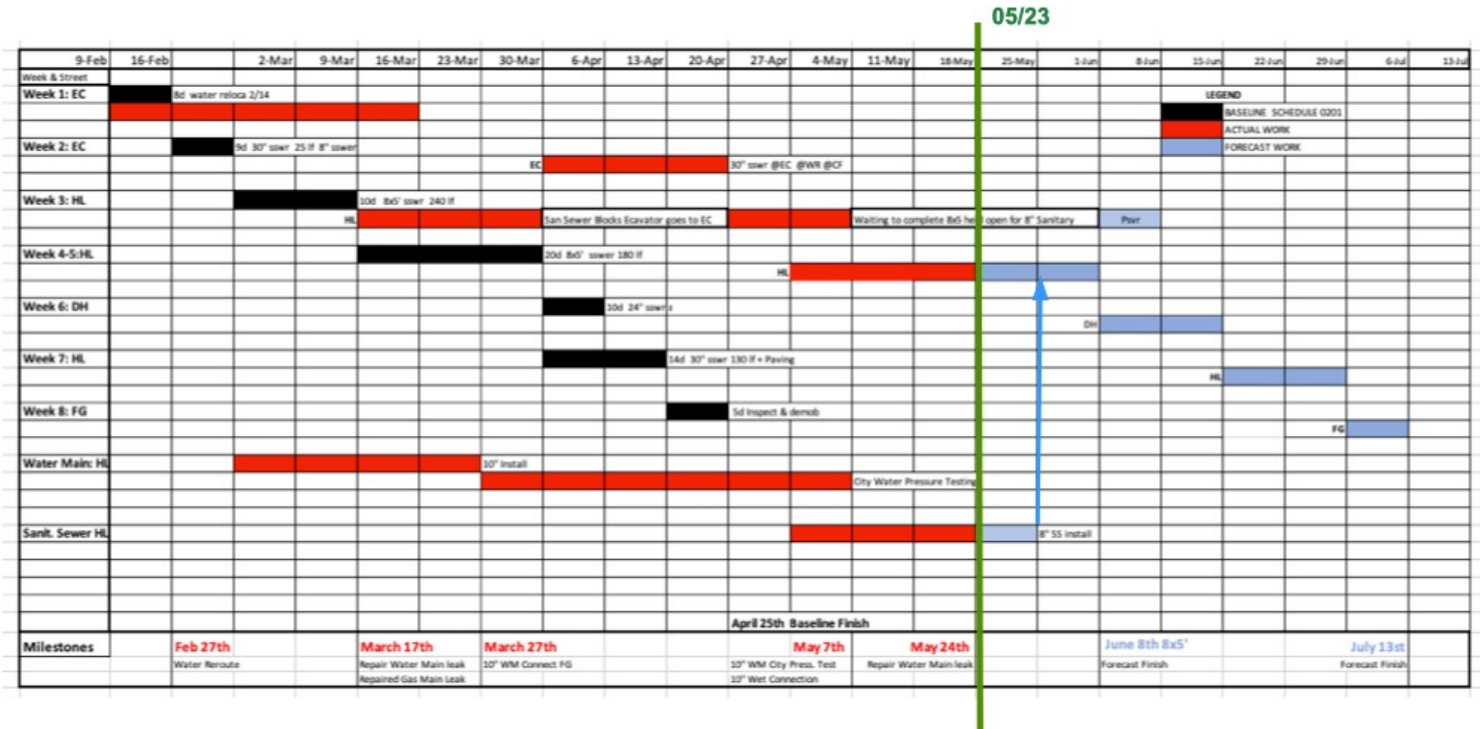 05/23
9-Feb 16-Feb 2-Mar 9-Mar 16-Mar 23-Mar 30-Mar 6-Apr 13-Apr 20-Apr 27-Apr 4-May 11-May 18-May 25-May 1-Jun 8-Jun 15-Jun 22-Jun 29-Jun 6-Jul 13-Jul
Week & Street
Week 1: EC 8d water reloca 2/14 LEGEND
BASELINE SCHEDULE 0201
ACTUAL WORK
Week 2: EC 9d 30" sswr 25 lf 8" sswer FORECAST WORK
EC 30" sswr @EC @WR @CF
Week 3: HL 10d 8x5' sswr 240 lf
HL San Sewer Blocks Ecavator goes to EC Waiting to complete 8x5 held open for 8" Sanitary Psvr
Week 4-5:HL 20d 8x5' sswer 180 lf
HL
Week 6: DH 10d 24" sswr
DH
Week 7: HL 14d 30" sswr 130 lf + Paving
HL
Week 8: FG 5d Inspect & demob
FG
Water Main: HL 10" Install
City Water Pressure Testing
Sanit. Sewer HL 8" SS install
April 25th Baseline Finish
Milestones Feb 27th March 17th March 27th May 7th May 24th June 8th 8x5' July 13st
Water Reroute Repair Water Main leak 10" WM Connect FG 10" WM City Press. Test Repair Water Main leak Forecast Finish Forecast Finish
Repaired Gas Main Leak 10" Wet Connection